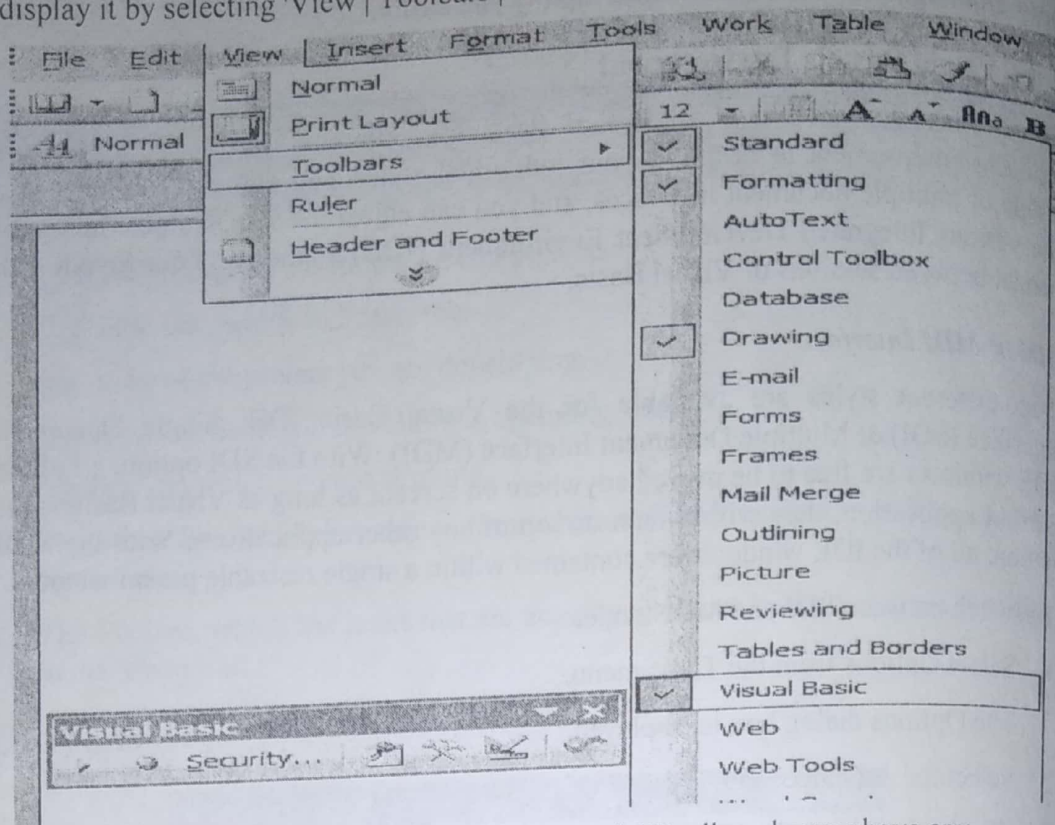 display it by selecting 'View | Toolbars |
File Edit View Insert Format Tools Work Table Window
Normal
Print Layout
Toolbars
Ruler
Header and Footer
Normal
12 A A B
Standard
Formatting
AutoText
Control Toolbox
Database
Drawing
E-mail
Forms
Frames
Mail Merge
Outlining
Picture
Reviewing
Tables and Borders
Visual Basic
Web
Web Tools
Visual Basic
Security...